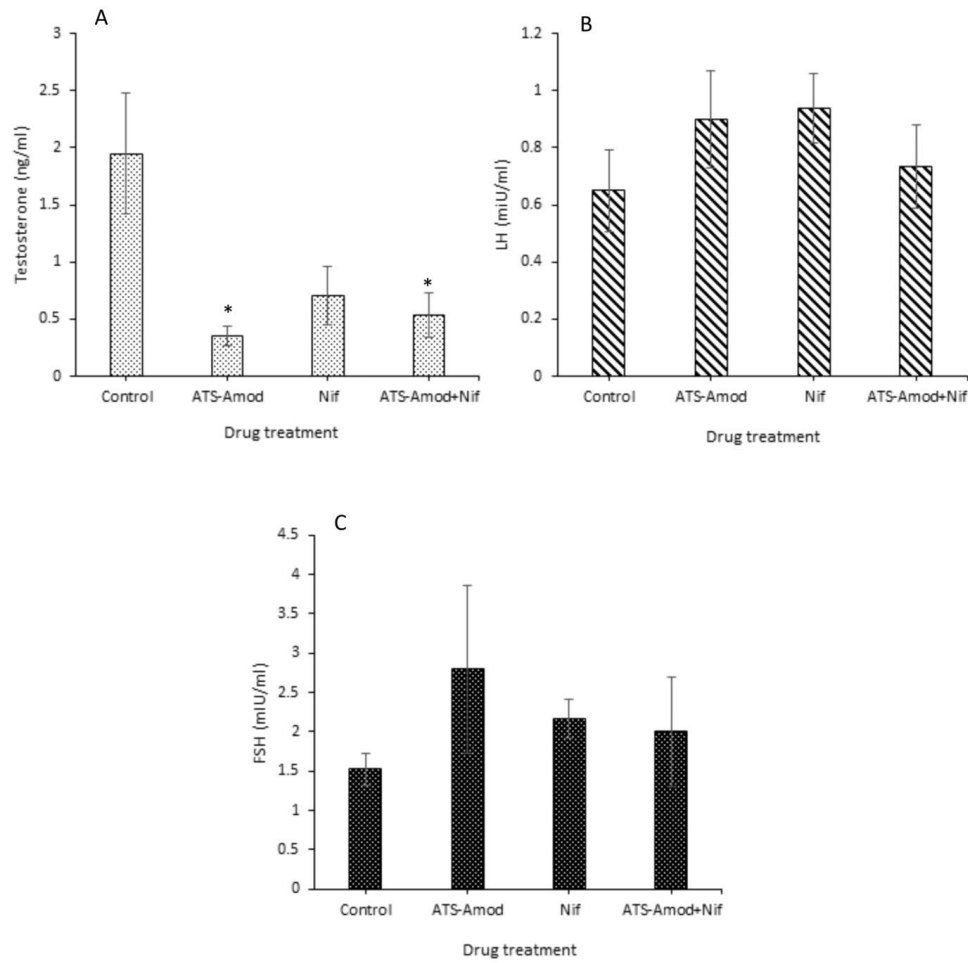 A
3
2.5
2
1.5
1
0.5
0
Testosterone (ng/ml)
*
*
Control ATS-Amod Nif ATS-Amod+Nif
Drug treatment
B
1.2
1
0.8
0.6
0.4
0.2
0
LH (miU/ml)
Control ATS-Amod Nif ATS-Amod+Nif
Drug treatment
C
4.5
4
3.5
3
2.5
2
1.5
1
0.5
0
FSH (mIU/ml)
Control ATS-Amod Nif ATS-Amod+Nif
Drug treatment